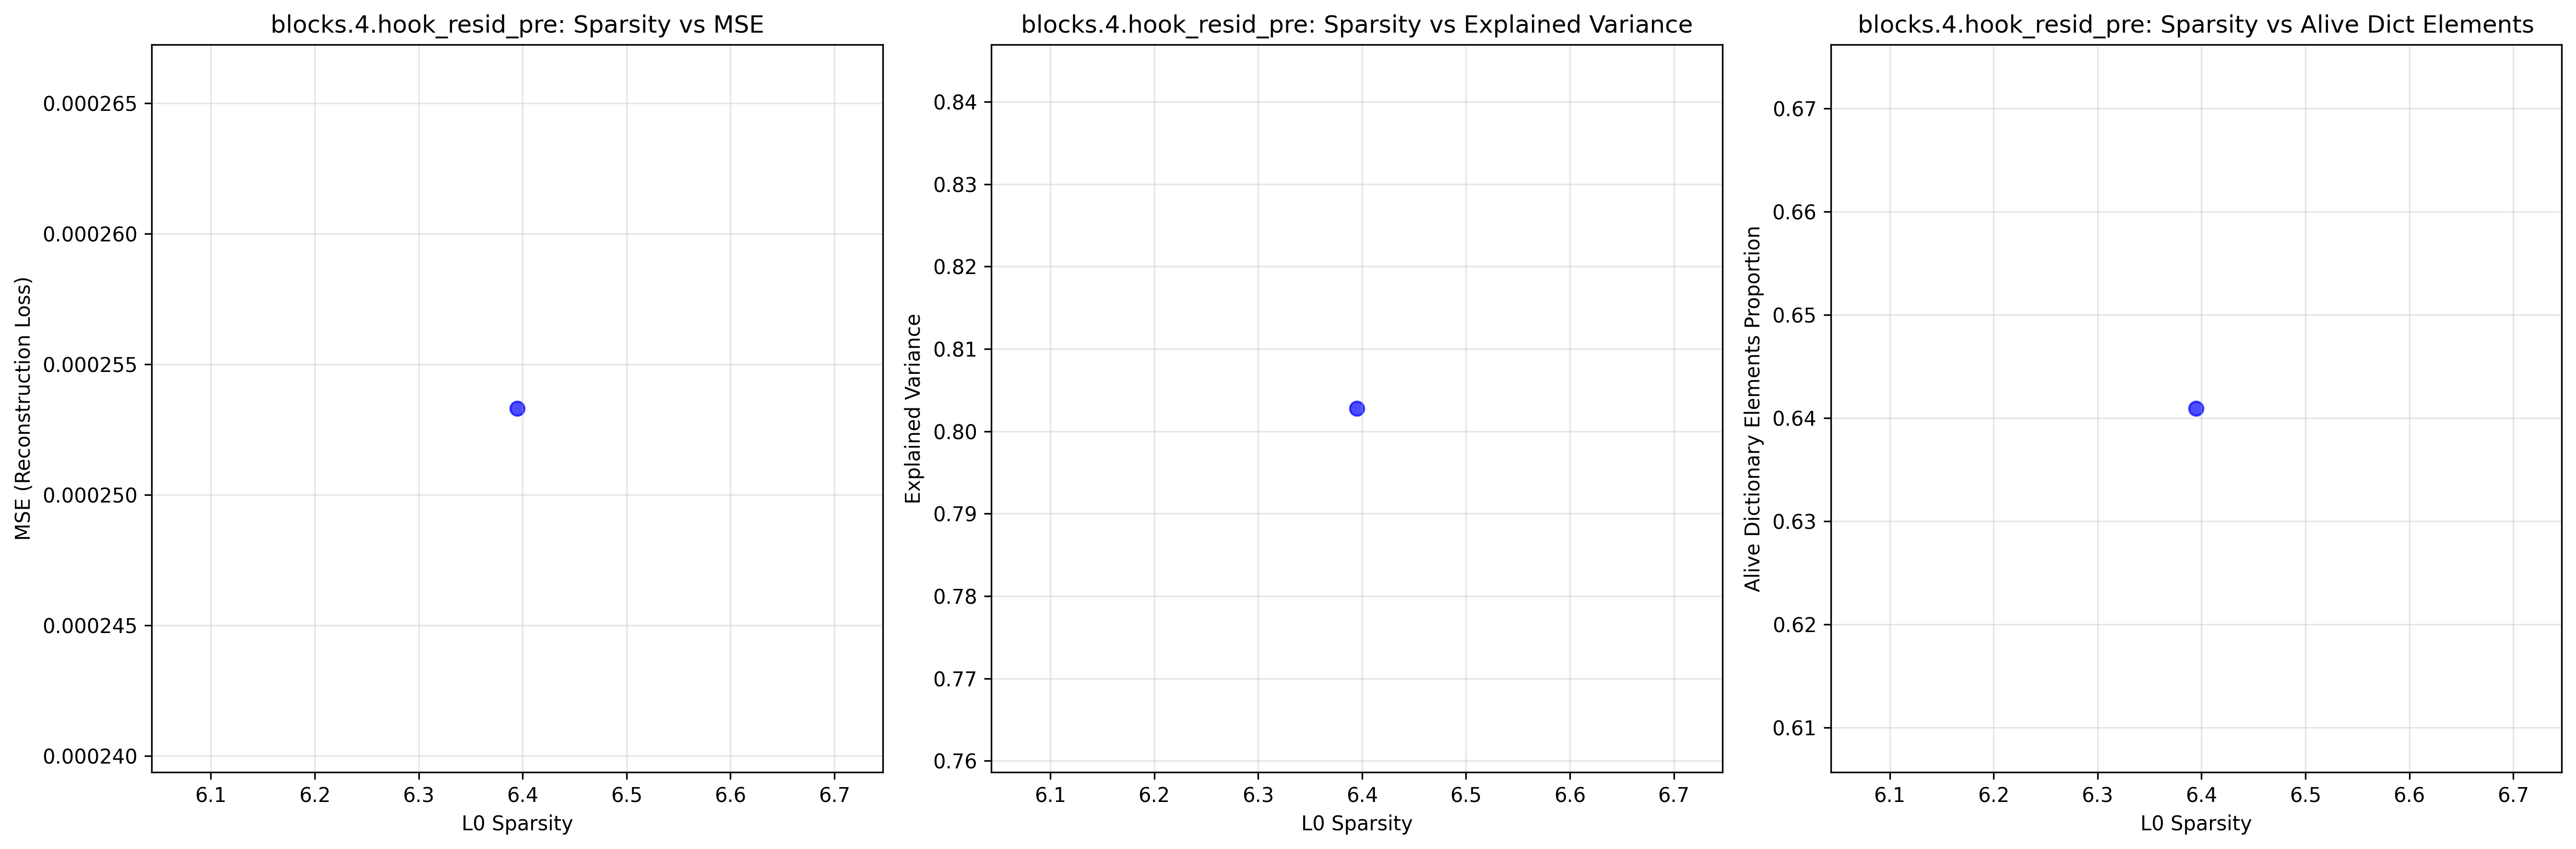 blocks.4.hook_resid_pre: Sparsity vs MSE
MSE (Reconstruction Loss)
0.000265
0.000260
0.000255
0.000250
0.000245
0.000240
6.1 6.2 6.3 6.4 6.5 6.6 6.7
L0 Sparsity
blocks.4.hook_resid_pre: Sparsity vs Explained Variance
Explained Variance
0.84
0.83
0.82
0.81
0.80
0.79
0.78
0.77
0.76
6.1 6.2 6.3 6.4 6.5 6.6 6.7
L0 Sparsity
blocks.4.hook_resid_pre: Sparsity vs Alive Dict Elements
Alive Dictionary Elements Proportion
0.67
0.66
0.65
0.64
0.63
0.62
0.61
6.1 6.2 6.3 6.4 6.5 6.6 6.7
L0 Sparsity